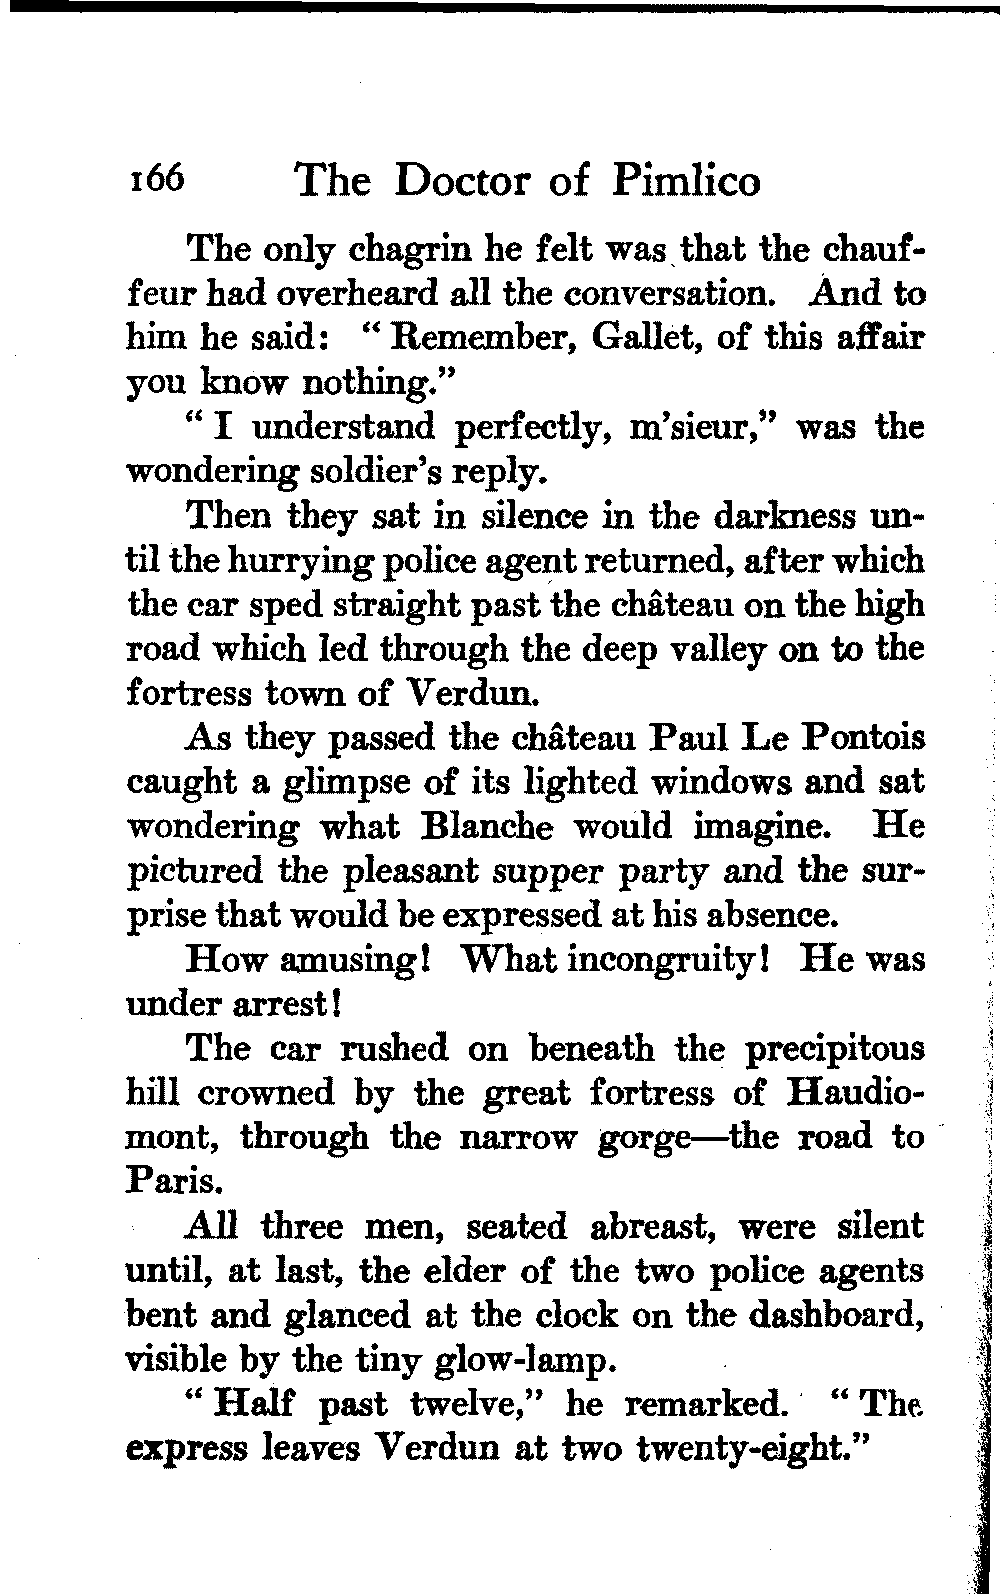 166 The Doctor of Pimlico
The only chagrin he felt was that the chauf-
feur had overheard all the conversation. And to
him he said: “ Remember, Gallet, of this affair
you know nothing.”
“ I understand perfectly, m’sieur,” was the
wondering soldier’s reply.
Then they sat in silence in the darkness un-
til the hurrying police agent returned, after which
the car sped straight past the château on the high
road which led through the deep valley on to the
fortress town of Verdun.
As they passed the château Paul Le Pontois
caught a glimpse of its lighted windows and sat
wondering what Blanche would imagine. He
pictured the pleasant supper party and the sur-
prise that would be expressed at his absence.
How amusing! What incongruity! He was
under arrest!
The car rushed on beneath the precipitous
hill crowned by the great fortress of Haudio-
mont, through the narrow gorge—the road to
Paris.
All three men, seated abreast, were silent
until, at last, the elder of the two police agents
bent and glanced at the clock on the dashboard,
visible by the tiny glow-lamp.
“ Half past twelve,” he remarked. “ The
express leaves Verdun at two twenty-eight.”